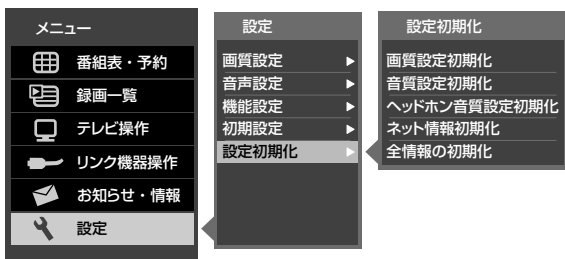 メニュー
番組表・予約
録画一覧
テレビ操作
リンク機器操作
お知らせ・情報
設定
設定
画質設定
音声設定
機能設定
初期設定
設定初期化
設定初期化
画質設定初期化
音質設定初期化
ヘッドホン音質設定初期化
ネット情報初期化
全情報の初期化